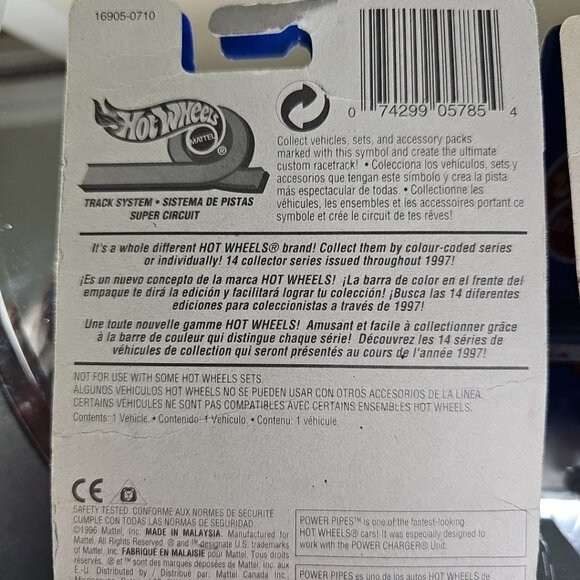 16905-0710
HOT WHEELS
MATTEL
®
0 74299 05785 4
TRACK SYSTEM • SISTEMA DE PISTAS
SUPER CIRCUIT
Collect vehicles, sets, and accessory packs
marked with this symbol and create the ultimate
custom racetrack! • Colecciona los vehículos, sets y
accesorios que tengan este símbolo y crea la pista
más espectacular de todas. • Collectionne les
véhicules, les ensembles et les accessoires portant ce
symbole et crée le circuit de tes rêves!
It's a whole different HOT WHEELS® brand! Collect them by colour-coded series
or individually! 14 collector series issued throughout 1997!
¡Es un nuevo concepto de la marca HOT WHEELS! ¡La barra de color en el frente del
empaque te dirá la edición y facilitará lograr tu colección! ¡Busca las 14 diferentes
ediciones para coleccionistas a través de 1997!
Une toute nouvelle gamme HOT WHEELS! Amusant et facile à collectionner grâce
à la barre de couleur qui distingue chaque série! Découvrez les 14 séries de
véhicules de collection qui seront présentés au cours de l'année 1997!
NOT FOR USE WITH SOME HOT WHEELS SETS.
ALGUNOS VEHICULOS HOT WHEELS NO SE PUEDEN USAR CON OTROS ACCESORIOS DE LA LINEA.
CERTAINS VÉHICULES NE SONT PAS COMPATIBLES AVEC CERTAINS ENSEMBLES HOT WHEELS.
Contents: 1 Vehicle. • Contenido: 1 Vehículo. • Contenu: 1 véhicule.
CE
SAFETY TESTED. CONFORME AUX NORMES DE SÉCURITÉ.
CUMPLE CON TODAS LAS NORMAS DE SEGURIDAD.
©1996 Mattel, Inc. MADE IN MALAYSIA. Manufactured for
Mattel. All Rights Reserved. ® and ™ designate U.S. trademarks
of Mattel, Inc. FABRIQUÉ EN MALAISIE pour Mattel. Tous droits
réservés. ® et ™ sont des marques déposées de Mattel, Inc. aux
É.-U. Distributed by / Distribué par: Mattel Canada Inc.,
POWER PIPES™ is one of the fastest-looking
HOT WHEELS® cars! It was especially designed to
work with the POWER CHARGER® Unit.
POWER PIPES™ es uno de los autos HOT WHEELS®